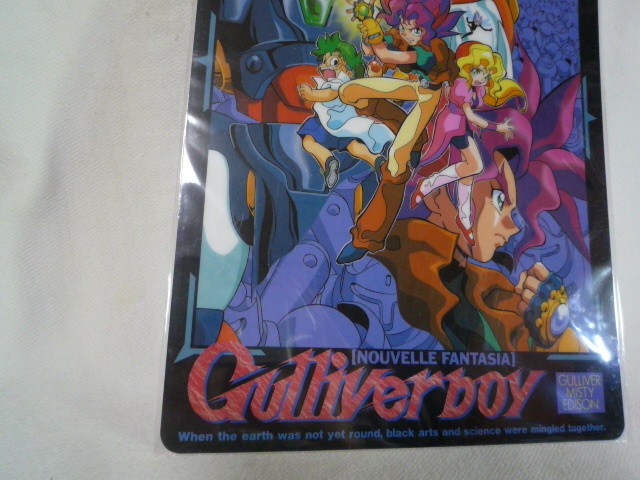 [NOUVELLE FANTASIA]
Gulliverboy
GULLIVER
MISTY
EDISON
When the earth was not yet round, black arts and science were mingled together.